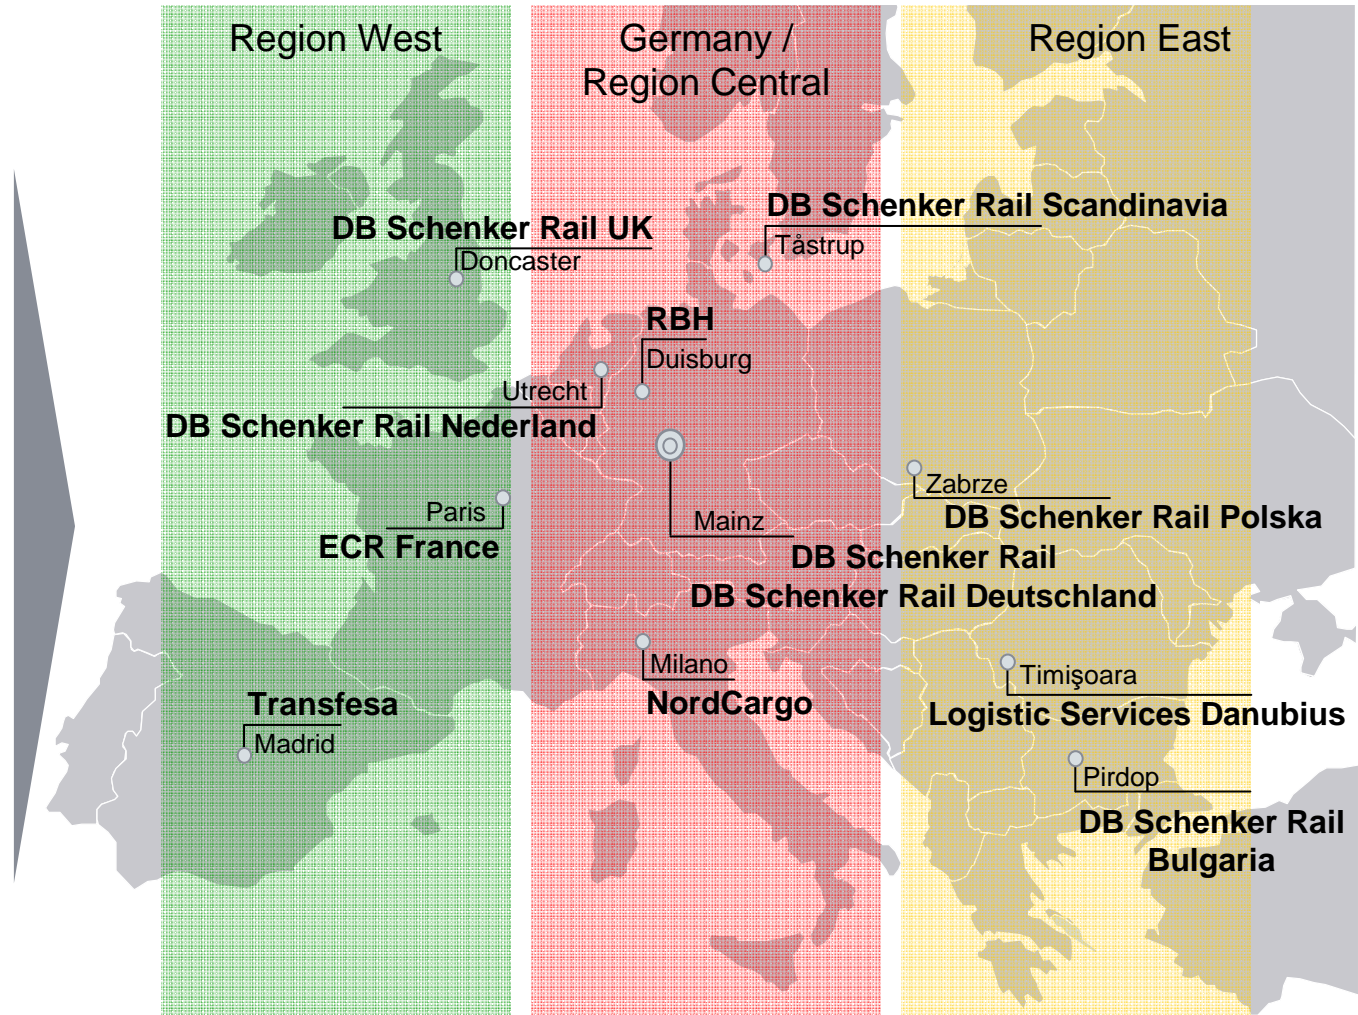 Region West
Germany /
Region Central
Region East
DB Schenker Rail UK
Doncaster
DB Schenker Rail Scandinavia
Tåstrup
RBH
Duisburg
Utrecht
DB Schenker Rail Nederland
Paris
ECR France
Mainz
DB Schenker Rail
DB Schenker Rail Deutschland
Zabrze
DB Schenker Rail Polska
Milano
NordCargo
Transfesa
Madrid
Timişoara
Logistic Services Danubius
Pirdop
DB Schenker Rail
Bulgaria